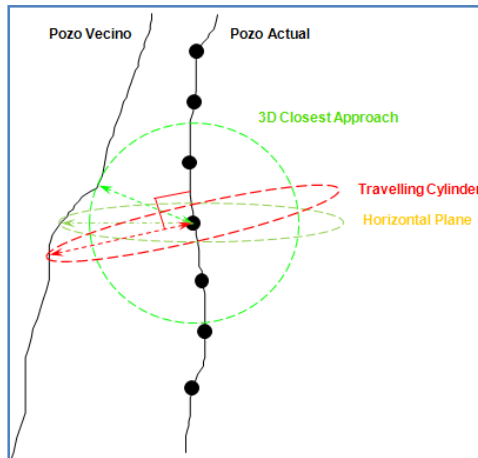 Pozo Vecino
Pozo Actual
3D Closest Approach
Travelling Cylinder
Horizontal Plane